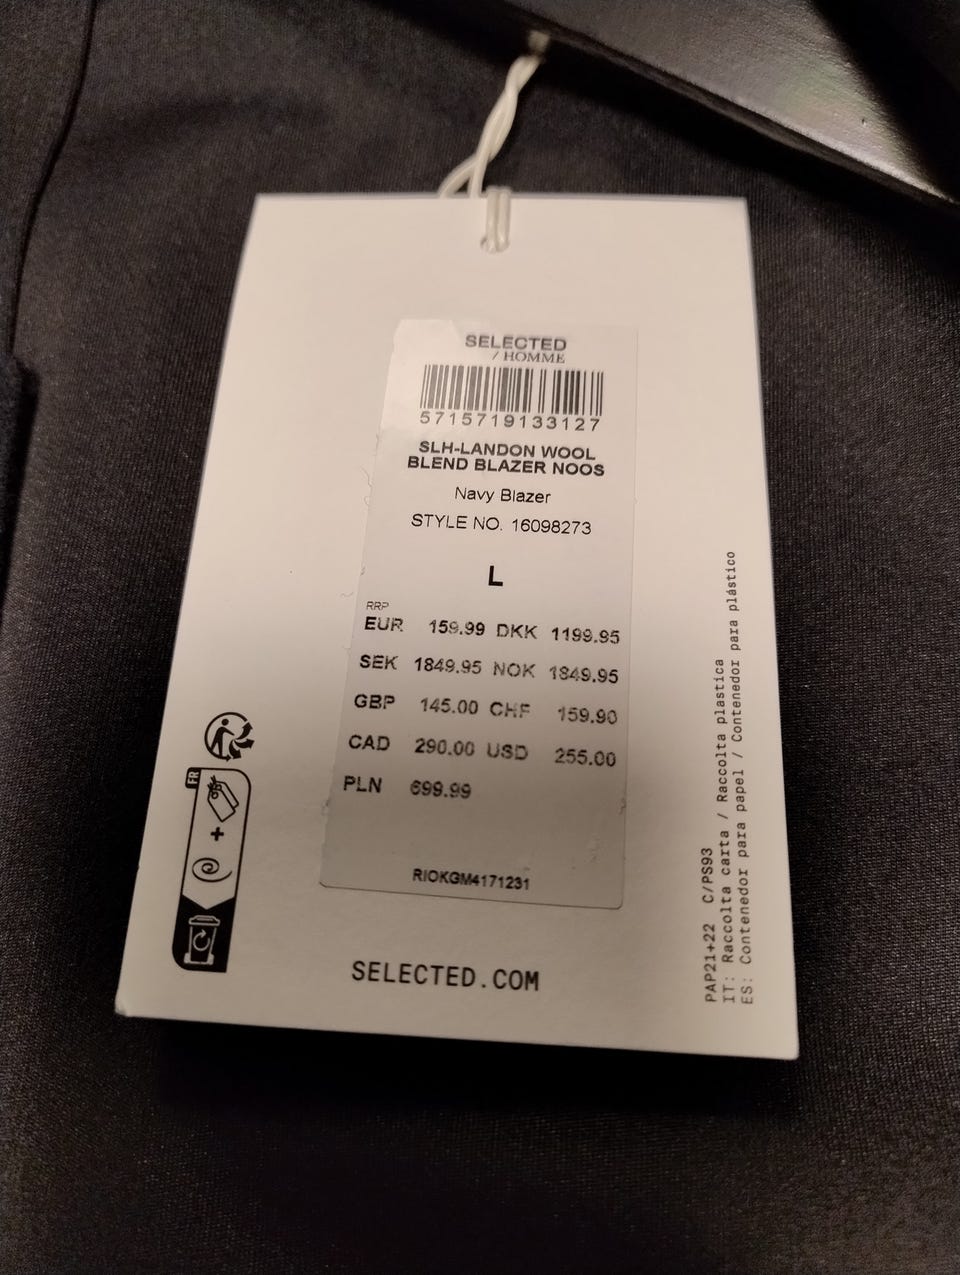 SELECTED
/ HOMME
5715719133127
SLH-LANDON WOOL
BLEND BLAZER NOOS
Navy Blazer
STYLE NO. 16098273
L
RRP
EUR 159.99 DKK 1199.95
SEK 1849.95 NOK 1849.95
GBP 145.00 CHF 159.90
CAD 290.00 USD 255.00
PLN 699.99
RIOKGM4171231
SELECTED.COM
FR
+
PAP21+22 C/PS93
IT: Raccolta carta / Raccolta plastica
ES: Contenedor para papel / Contenedor para plástico